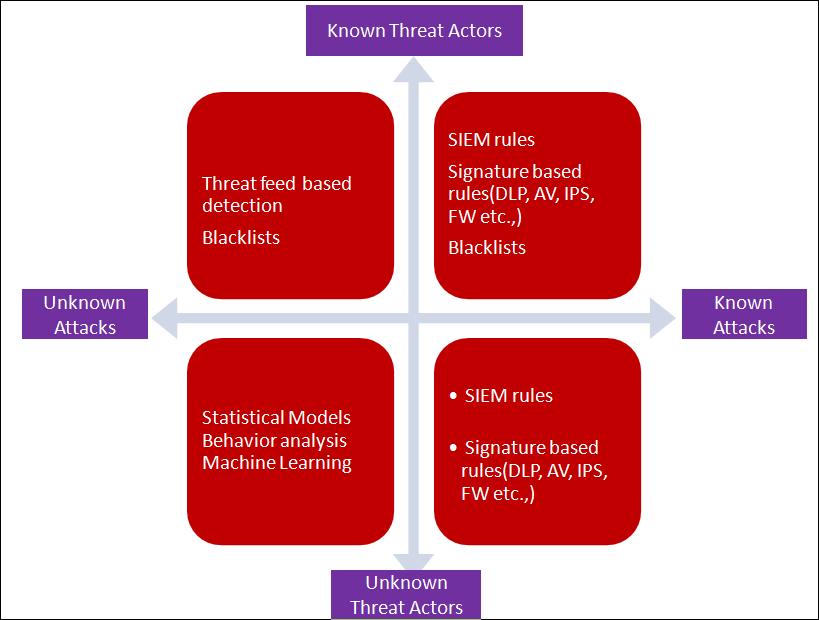 Known Threat Actors
Threat feed based
detection
Blacklists
SIEM rules
Signature based
rules(DLP, AV, IPS,
FW etc.,)
Blacklists
Unknown
Attacks
Known
Attacks
Statistical Models
Behavior analysis
Machine Learning
• SIEM rules
• Signature based
rules(DLP, AV, IPS,
FW etc.,)
Unknown
Threat Actors